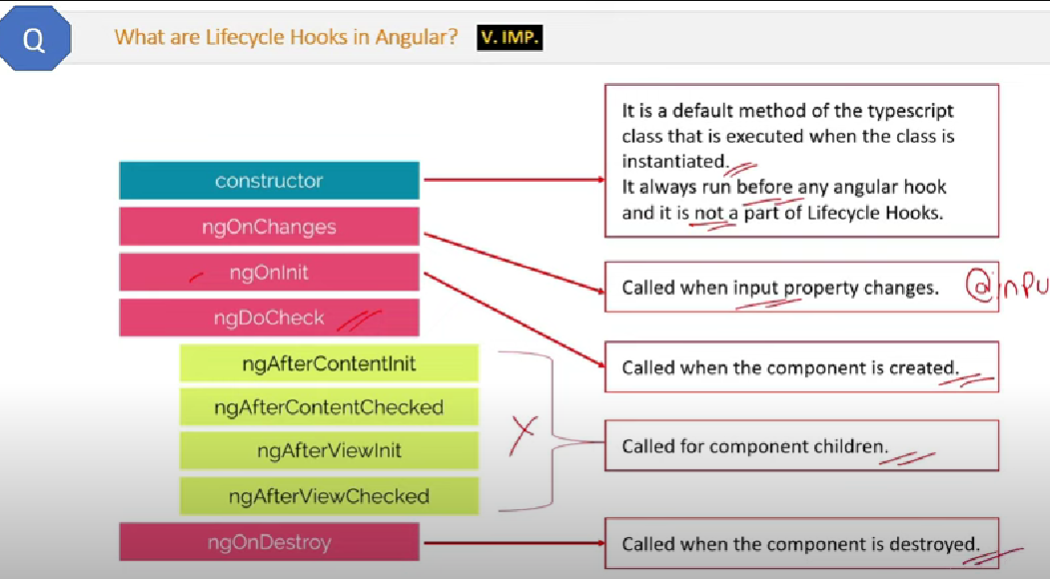 Q
What are Lifecycle Hooks in Angular? V. IMP.
constructor
ngOnChanges
ngOnInit
ngDoCheck
ngAfterContentInit
ngAfterContentChecked
ngAfterViewInit
ngAfterViewChecked
ngOnDestroy
It is a default method of the typescript
class that is executed when the class is
instantiated.
It always run before any angular hook
and it is not a part of Lifecycle Hooks.
Called when input property changes.
@inpu
Called when the component is created.
X
Called for component children.
Called when the component is destroyed.